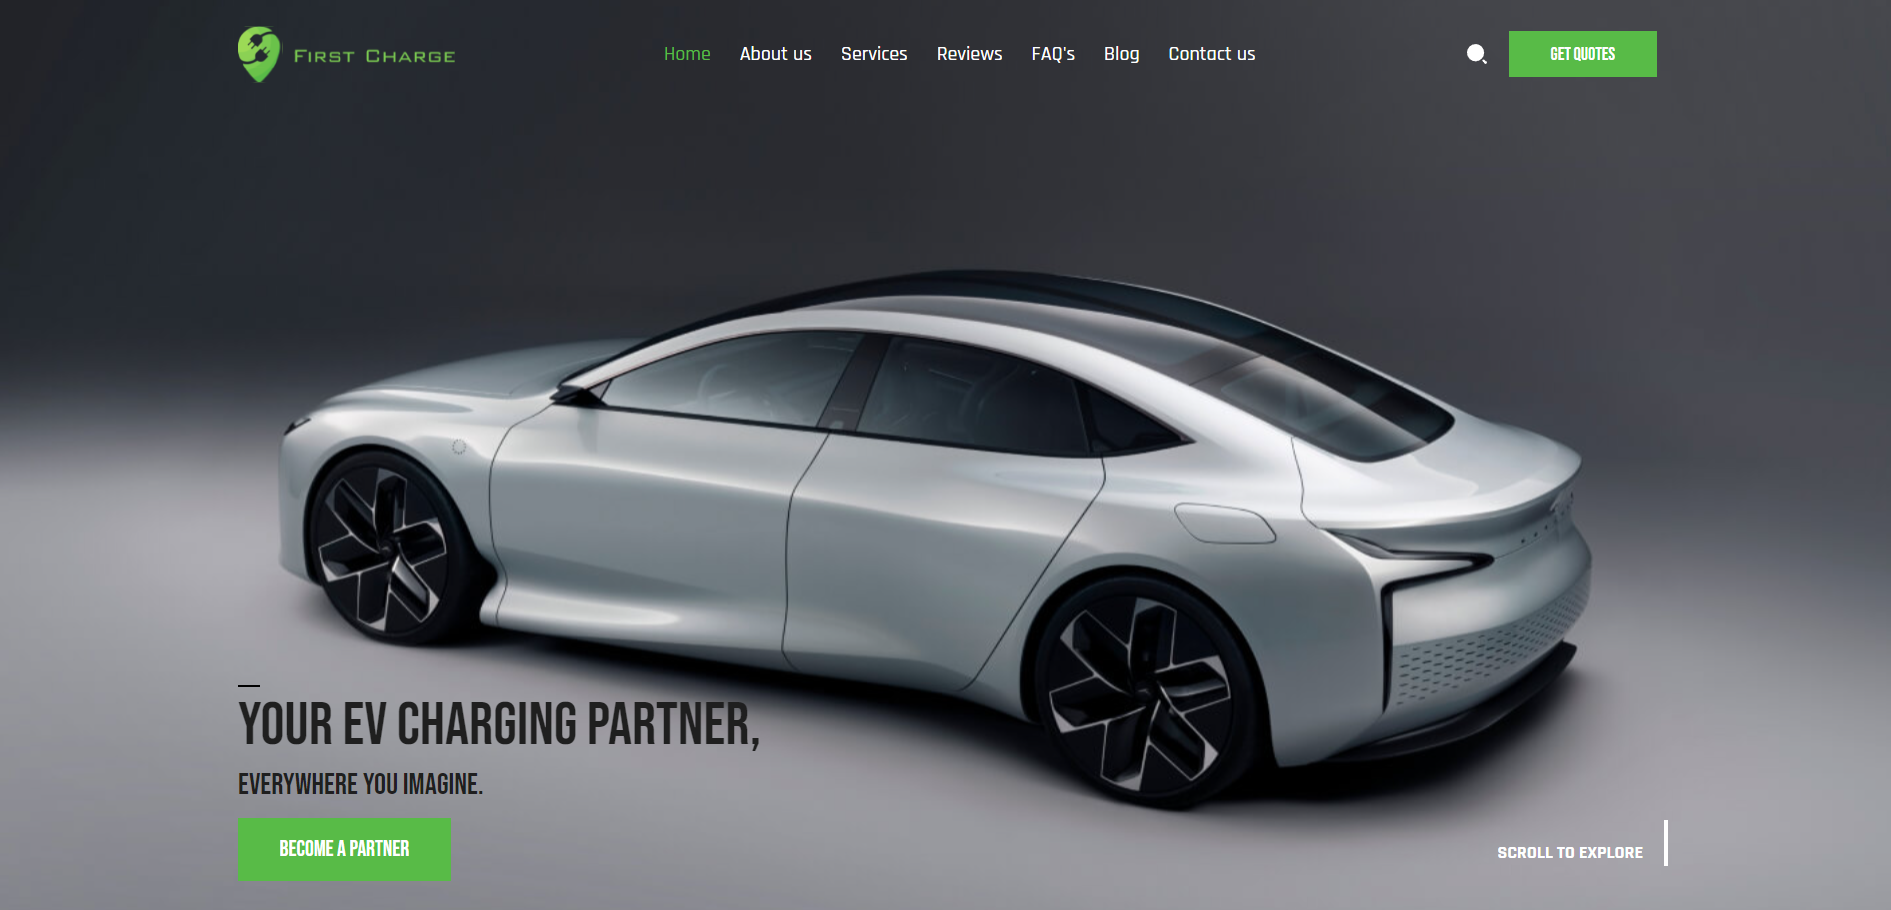 FIRST CHARGE
Home About us Services Reviews FAQ's Blog Contact us
GET QUOTES
YOUR EV CHARGING PARTNER,
EVERYWHERE YOU IMAGINE.
BECOME A PARTNER
SCROLL TO EXPLORE